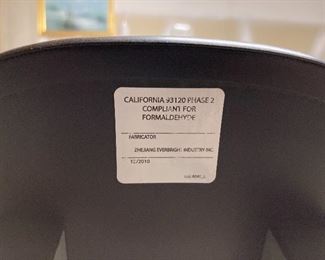 CALIFORNIA 93120 PHASE 2
COMPLIANT FOR
FORMALDEHYDE
FABRICATOR
ZHEJIANG EVERBRIGHT INDUSTRY INC.
12/2010